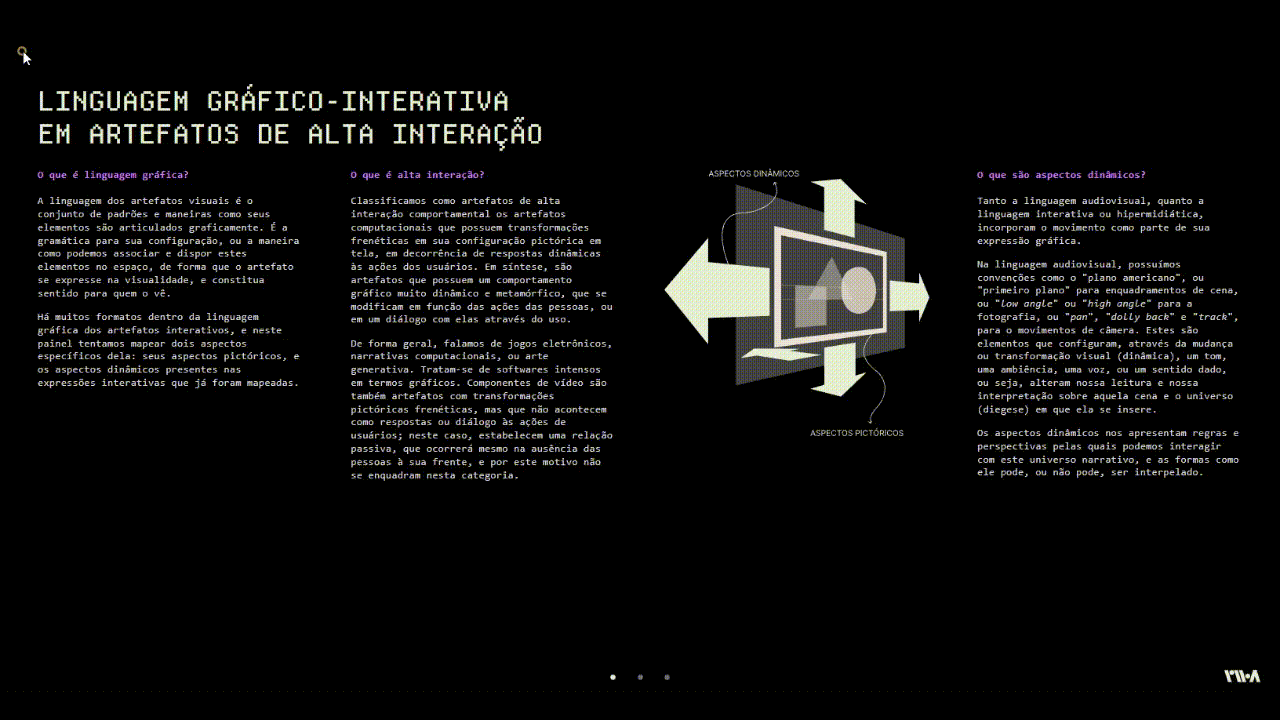 LINGUAGEM GRÁFICO-INTERATIVA
EM ARTEFATOS DE ALTA INTERAÇÃO
O que é linguagem gráfica?
A linguagem dos artefatos visuais é o
conjunto de padrões e maneiras como seus
elementos são articulados graficamente. É a
gramática para sua configuração, ou a maneira
como podemos associar e dispor estes
elementos no espaço, de forma que o artefato
se expresse na visualidade, e constitua
sentido para quem o vê.
Há muitos formatos dentro da linguagem
gráfica dos artefatos interativos, e neste
painel tentamos mapear dois aspectos
específicos dela: seus aspectos pictóricos, e
os aspectos dinâmicos presentes nas
expressões interativas que já foram mapeadas.
O que é alta interação?
Classificamos como artefatos de alta
interação comportamental os artefatos
computacionais que possuem transformações
frenéticas em sua configuração pictórica em
tela, em decorrência de respostas dinâmicas
às ações dos usuários. Em síntese, são
artefatos que possuem um comportamento
gráfico muito dinâmico e metamórfico, que se
modificam em função das ações das pessoas, ou
em um diálogo com elas através do uso.
De forma geral, falamos de jogos eletrônicos,
narrativas computacionais, ou arte
generativa. Tratam-se de softwares intensos
em termos gráficos. Componentes de vídeo são
também artefatos com transformações
pictóricas frenéticas, mas que não acontecem
como respostas ou diálogo às ações de
usuários; neste caso, estabelecem uma relação
passiva, que ocorrerá mesmo na ausência das
pessoas à sua frente, e por este motivo não
se enquadram nesta categoria.
ASPECTOS DINÂMICOS
ASPECTOS PICTÓRICOS
O que são aspectos dinâmicos?
Tanto a linguagem audiovisual, quanto a
linguagem interativa ou hipermidiática,
incorporam o movimento como parte de sua
expressão gráfica.
Na linguagem audiovisual, possuímos
convenções como o "plano americano", ou
"primeiro plano" para enquadramentos de cena,
ou "low angle" ou "high angle" para a
fotografia, ou "pan", "dolly back" e "track",
para o movimentos de câmera. Estes são
elementos que configuram, através da mudança
ou transformação visual (dinâmica), um tom,
uma ambiência, uma voz, ou um sentido dado,
ou seja, alteram nossa leitura e nossa
interpretação sobre aquela cena e o universo
(diegese) em que ela se insere.
Os aspectos dinâmicos nos apresentam regras e
perspectivas pelas quais podemos interagir
com este universo narrativo, e as formas como
ele pode, ou não pode, ser interpelado.